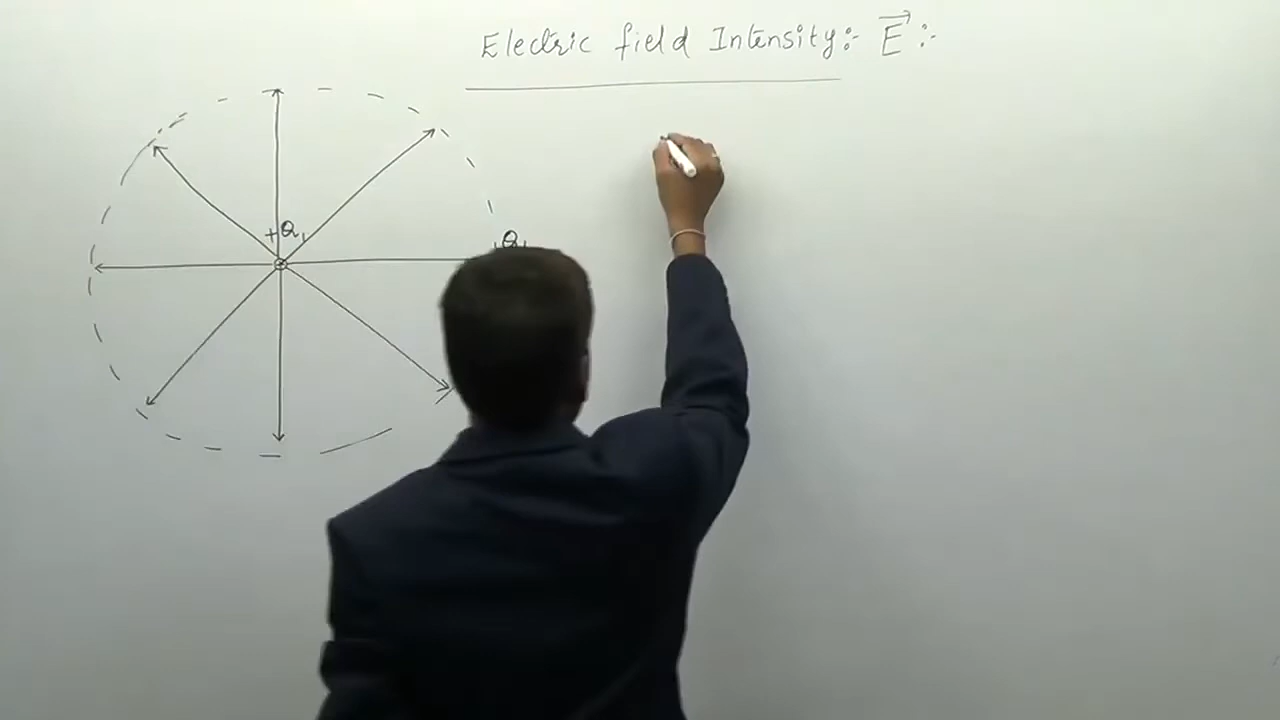 Electric field Intensity:- E⃗ :-
+Q₁